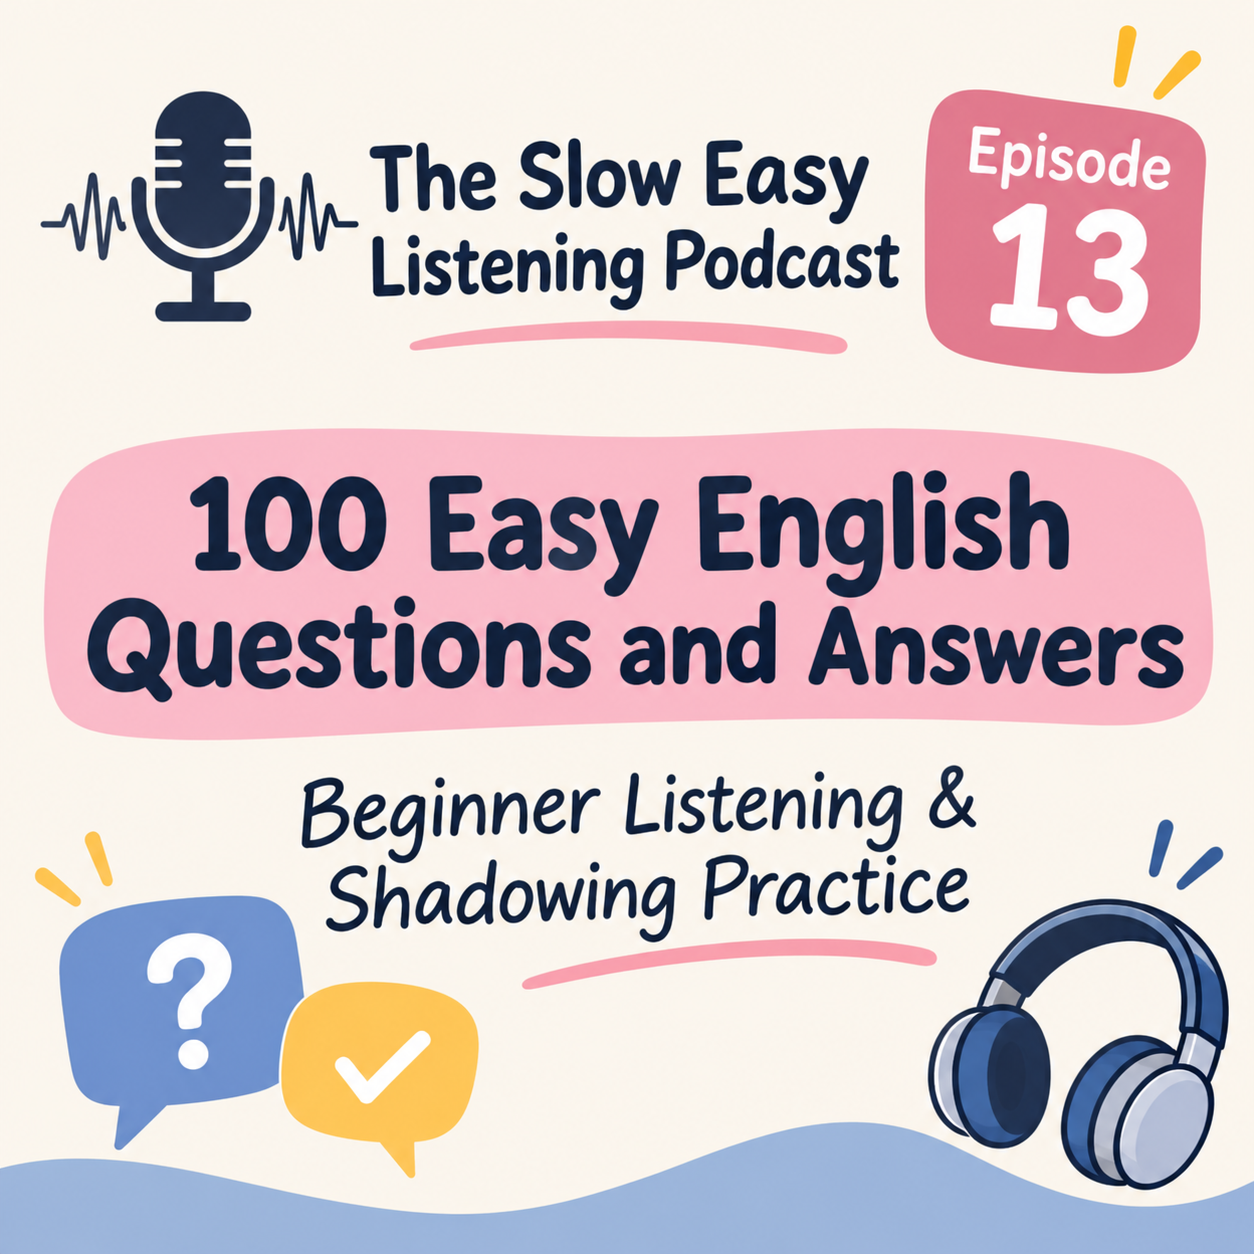 The Slow Easy
Listening Podcast
Episode
13
100 Easy English
Questions and Answers
Beginner Listening &
Shadowing Practice
?